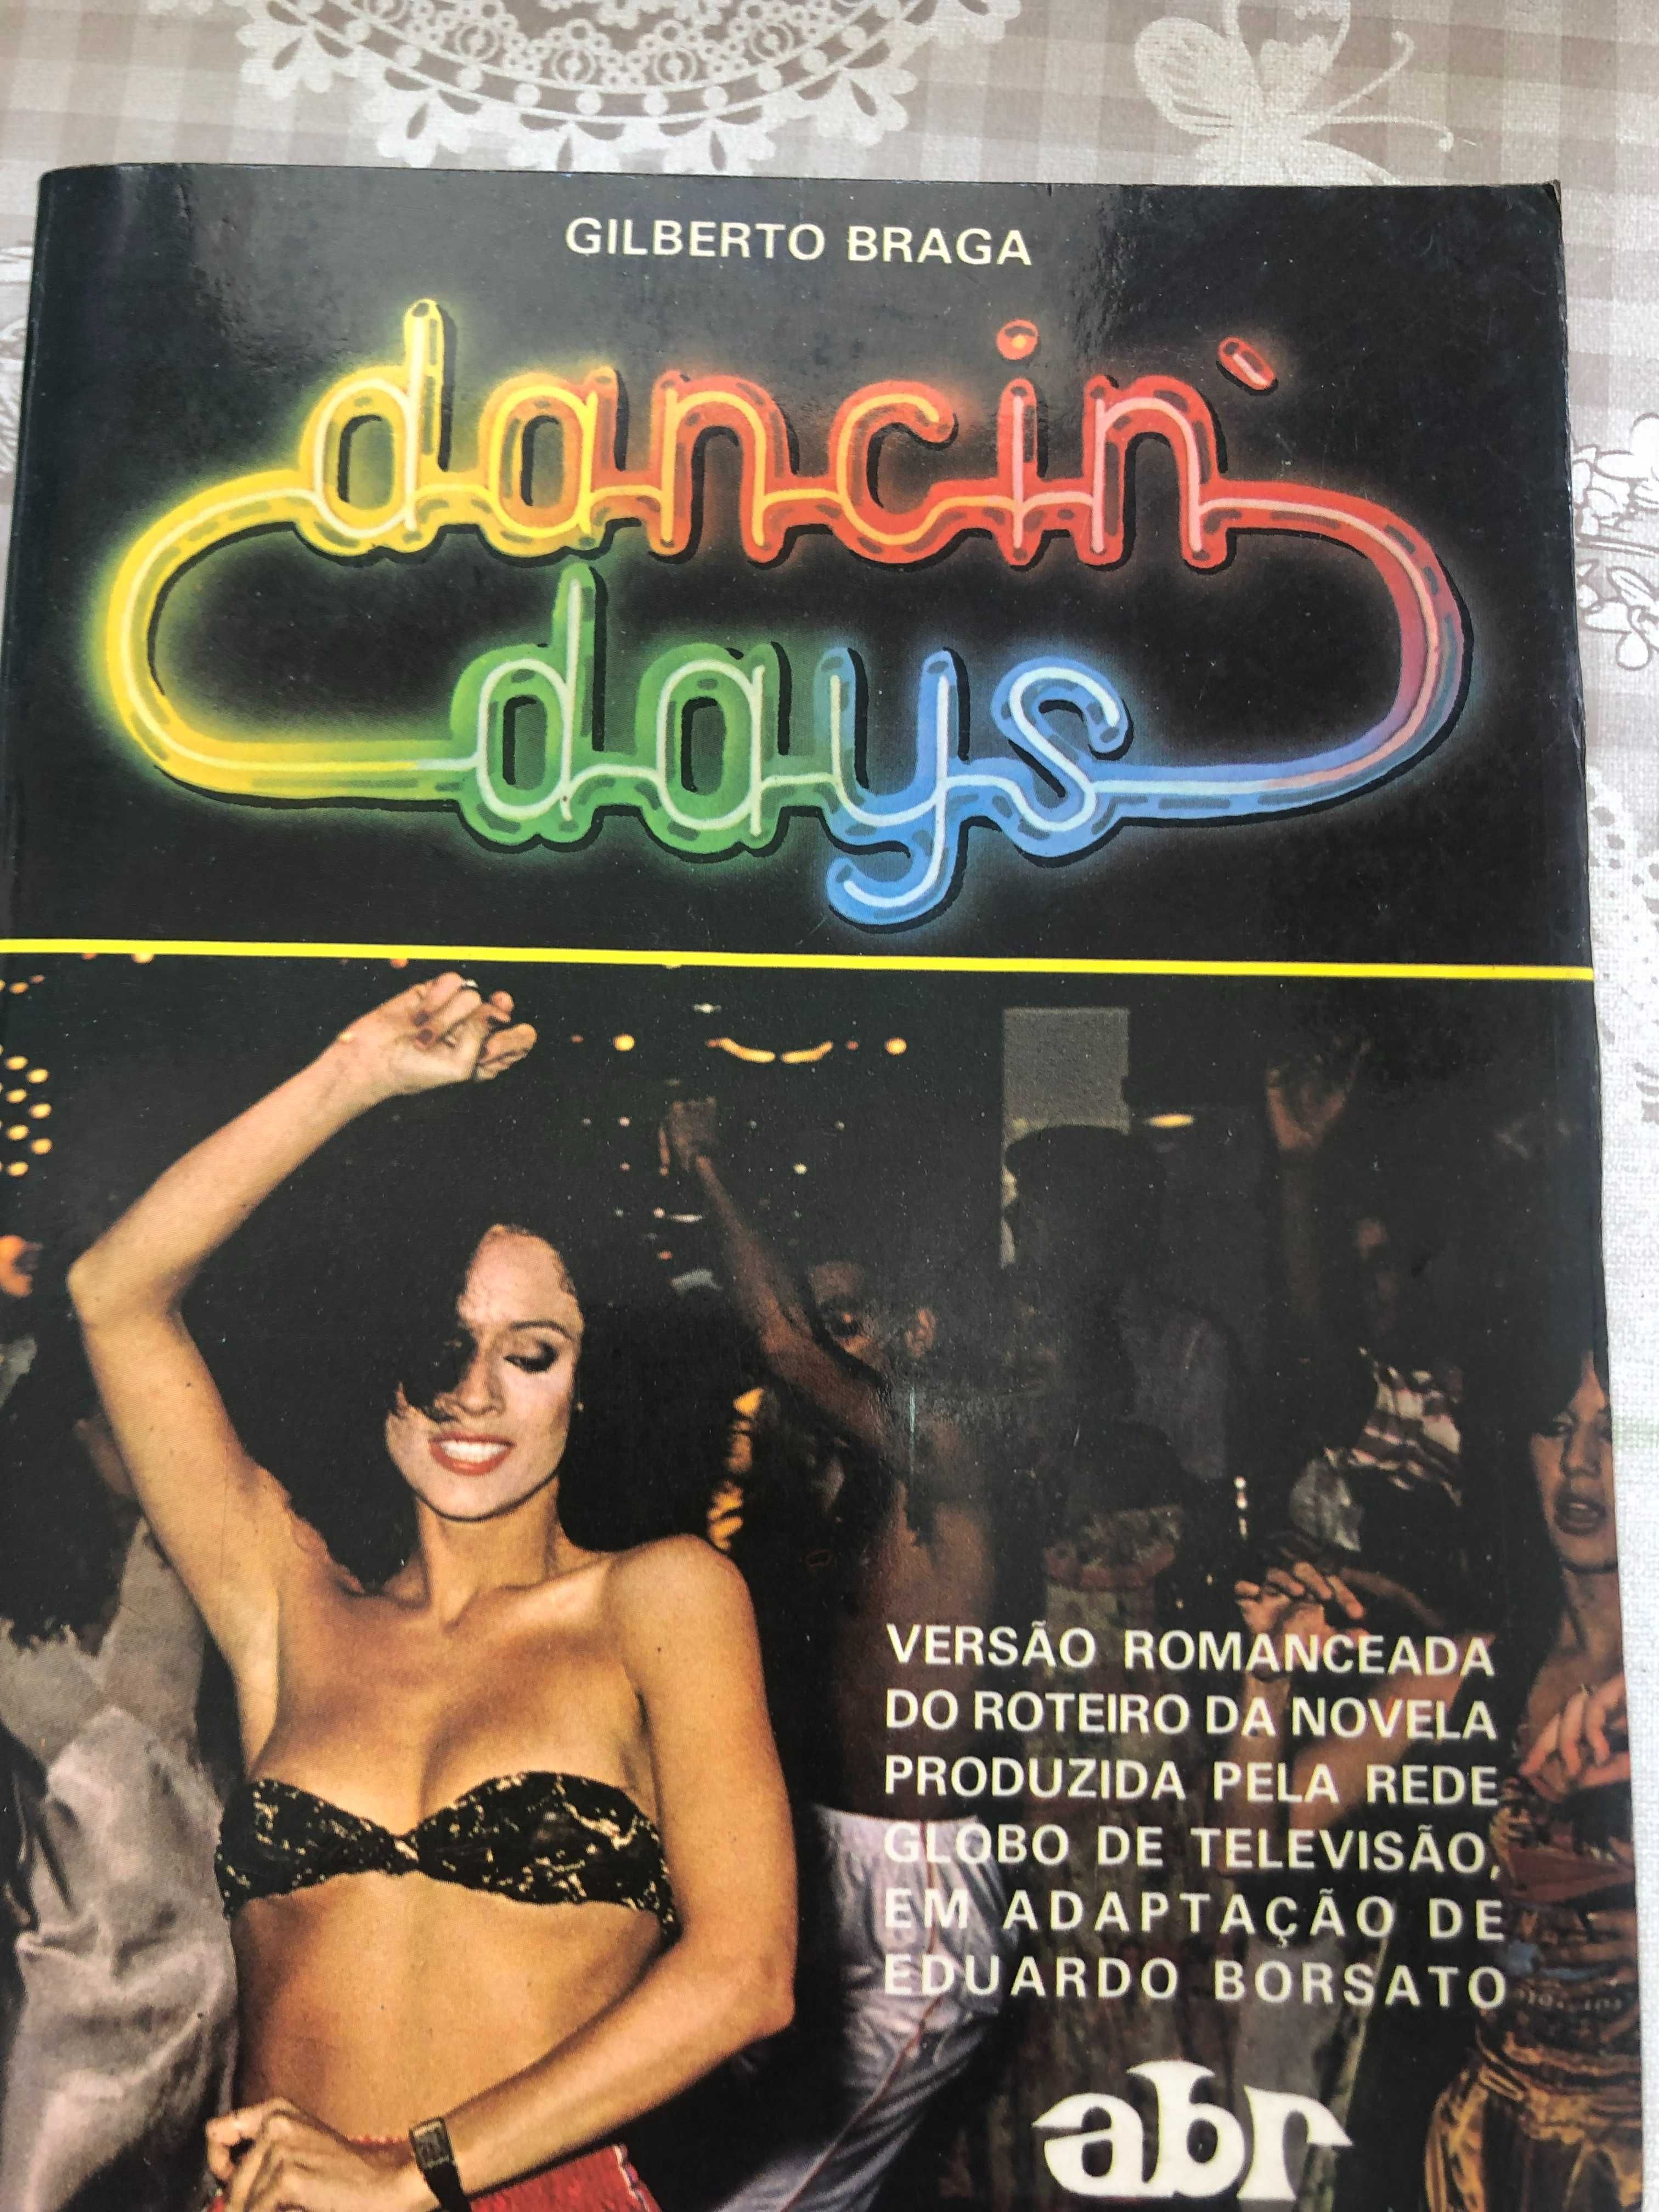 GILBERTO BRAGA
dancin`
days
VERSÃO ROMANCEADA
DO ROTEIRO DA NOVELA
PRODUZIDA PELA REDE
GLOBO DE TELEVISÃO,
EM ADAPTAÇÃO DE
EDUARDO BORSATO
abr